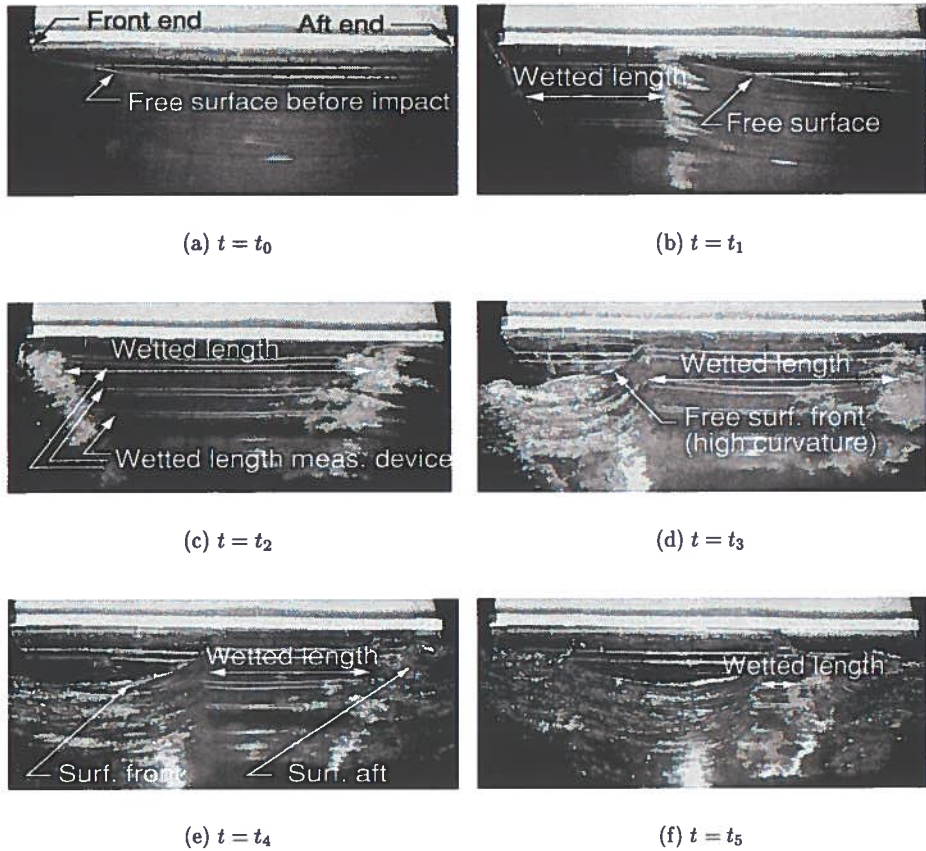 Front end
Aft end
Free surface before impact
(a) t = t₀
Wetted length
Free surface
(b) t = t₁
Wetted length
Wetted length meas. device
(c) t = t₂
Wetted length
Free surf. front
(high curvature)
(d) t = t₃
Wetted length
Surf. front
Surf. aft
(e) t = t₄
Wetted length
(f) t = t₅